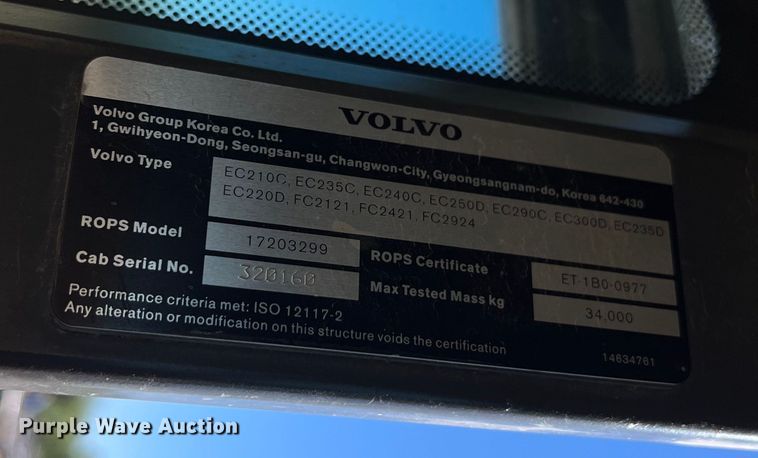 VOLVO
Volvo Group Korea Co. Ltd.
1, Gwihyeon-Dong, Seongsan-gu, Changwon-City, Gyeongsangnam-do, Korea 642-430
Volvo Type
EC210C, EC235C, EC240C, EC250D, EC290C, EC300D, EC235D
EC220D, FC2121, FC2421, FC2924
ROPS Model 17203299 ROPS Certificate ET-1B0-0977
Cab Serial No. 320160 Max Tested Mass kg 34,000
Performance criteria met: ISO 12117-2
Any alteration or modification on this structure voids the certification
14634761
Purple Wave Auction